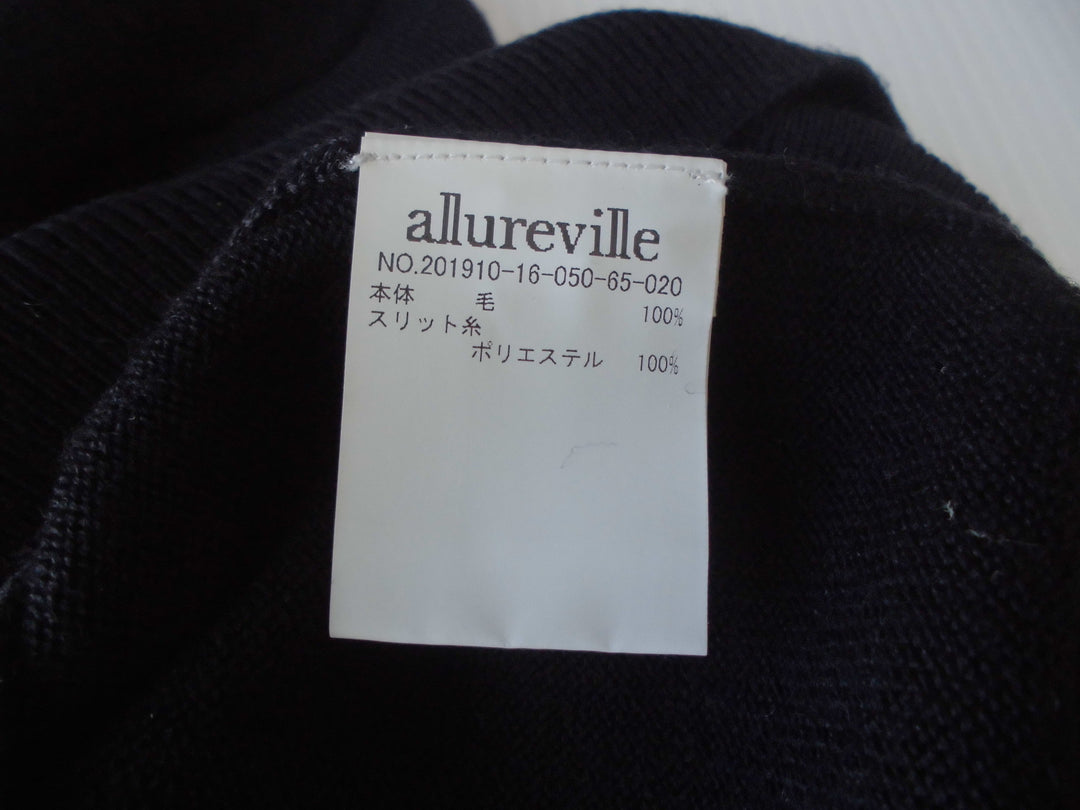 allureville
NO.201910-16-050-65-020
本体 毛 100%
スリット糸
ポリエステル 100%